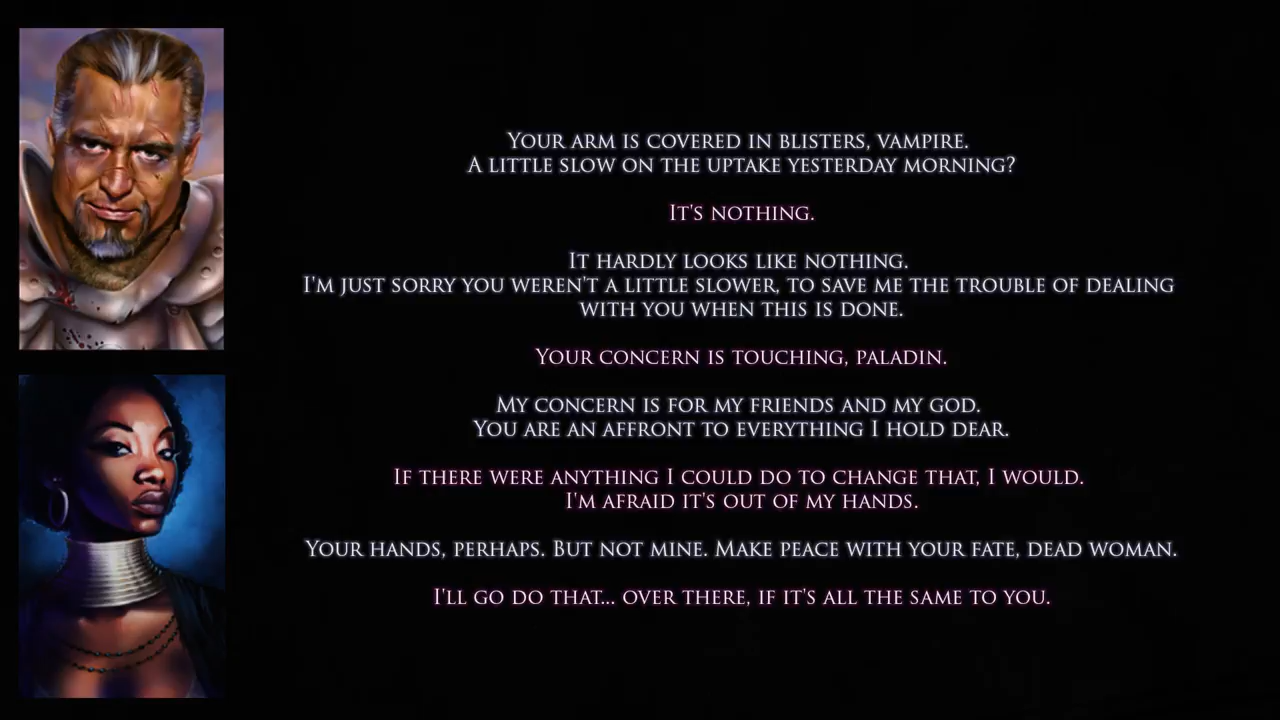 Your arm is covered in blisters, vampire.
A little slow on the uptake yesterday morning?
It's nothing.
It hardly looks like nothing.
I'm just sorry you weren't a little slower, to save me the trouble of dealing
with you when this is done.
Your concern is touching, paladin.
My concern is for my friends and my god.
You are an affront to everything I hold dear.
If there were anything I could do to change that, I would.
I'm afraid it's out of my hands.
Your hands, perhaps. But not mine. Make peace with your fate, dead woman.
I'll go do that... over there, if it's all the same to you.